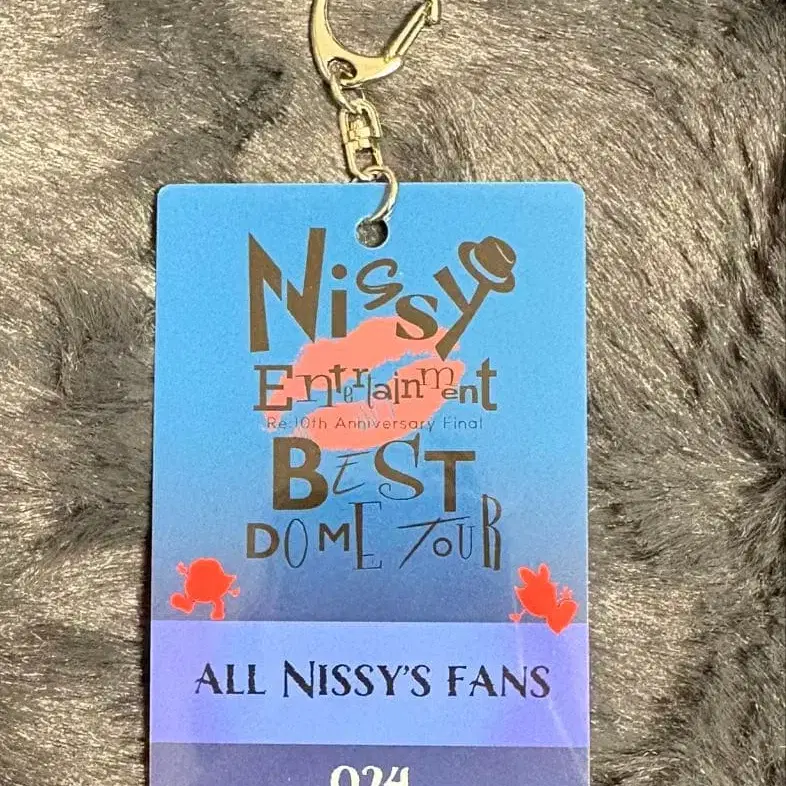 Nissy
Entertainment
Re:10th Anniversary Final
BEST
DOME TOUR
ALL NISSY'S FANS